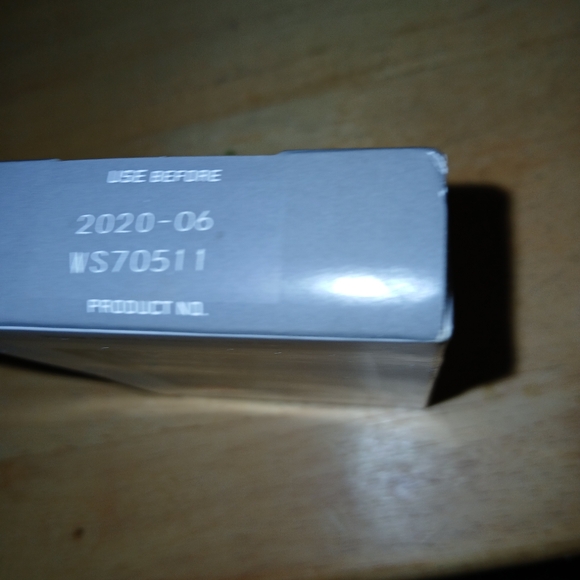 USE BEFORE
2020-06
WS70511
PRODUCT NO.